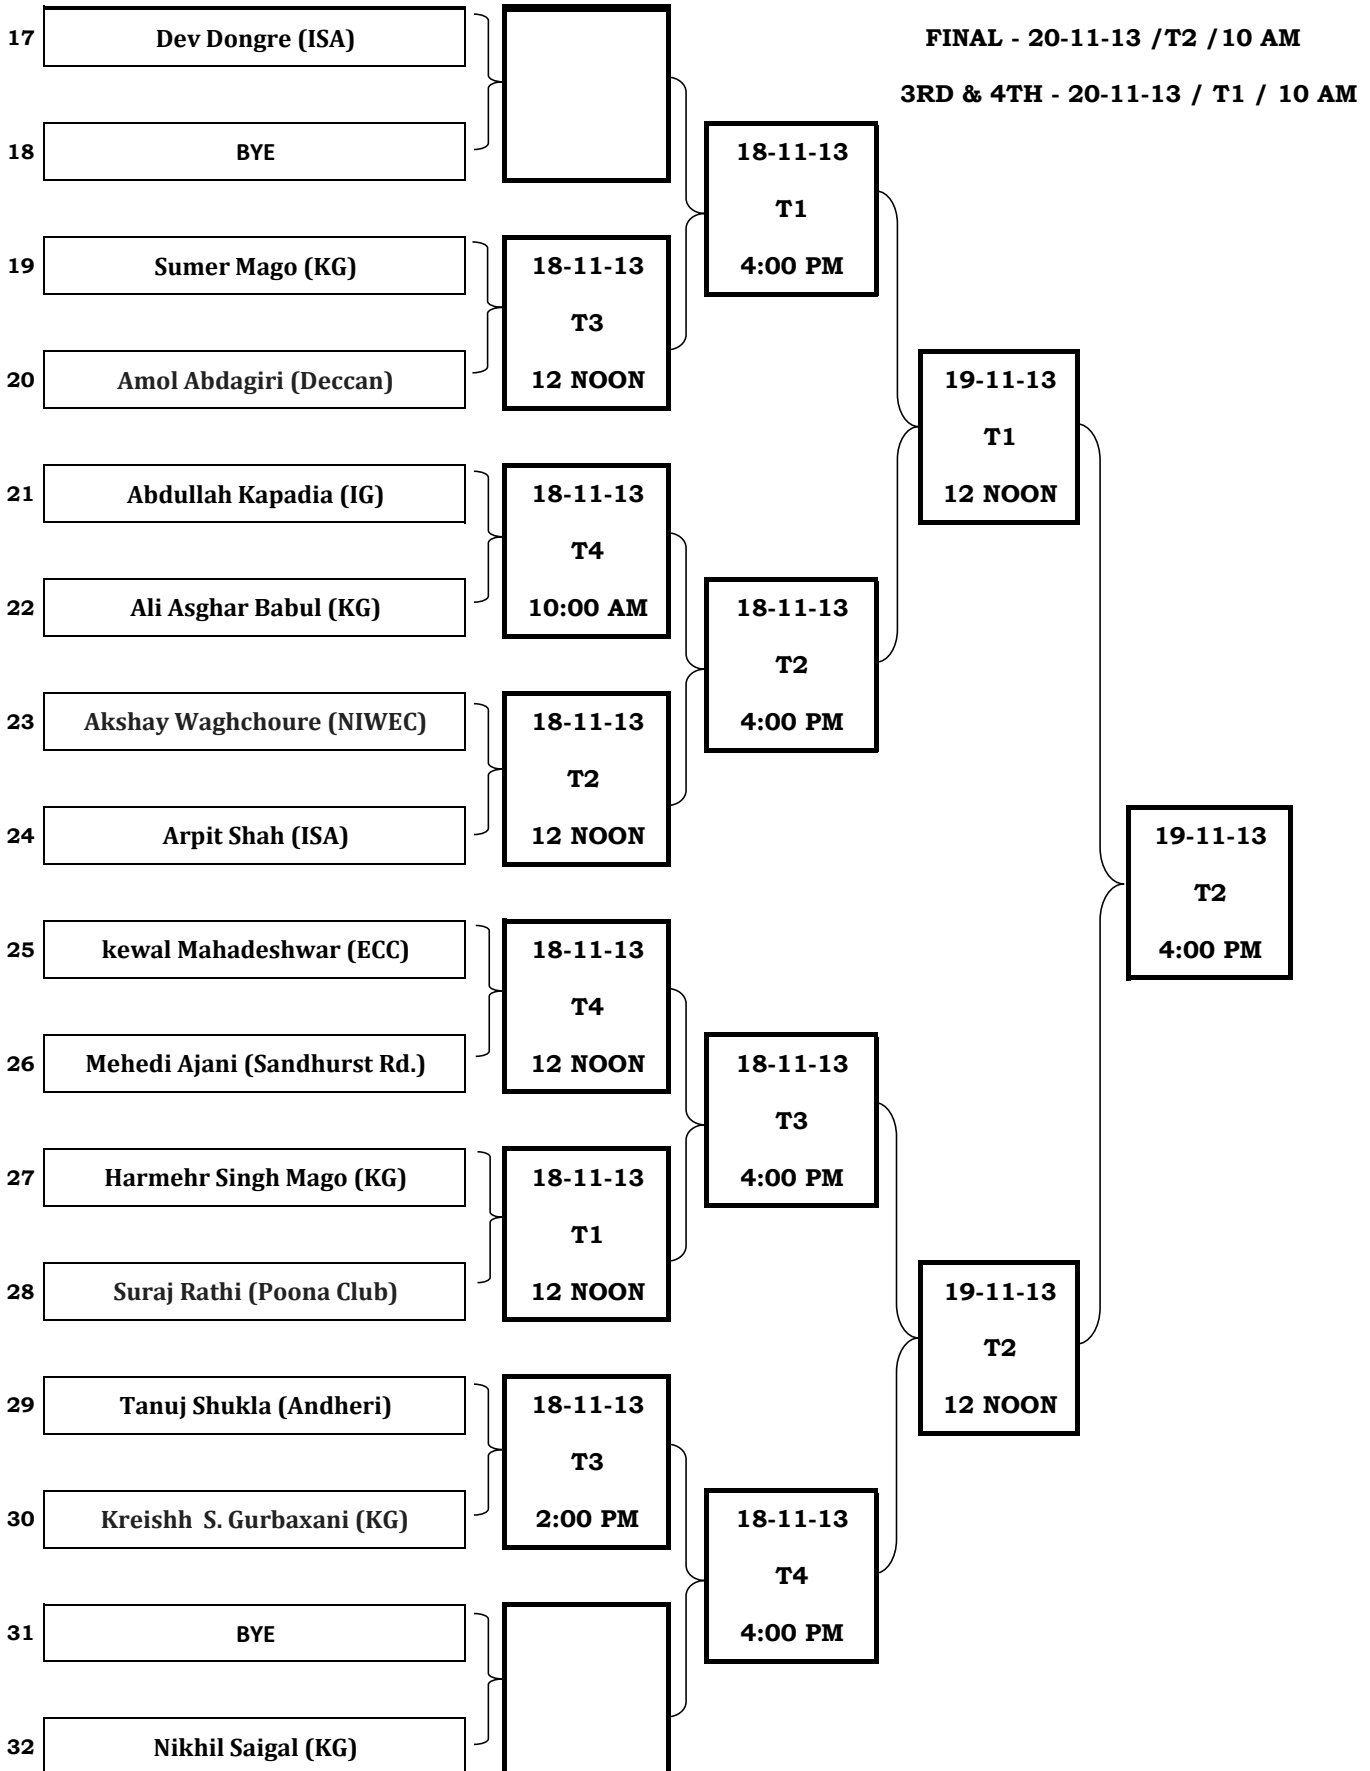 17 Dev Dongre (ISA)
FINAL - 20-11-13 /T2 /10 AM
3RD & 4TH - 20-11-13 / T1 / 10 AM
18 BYE
18-11-13
T1
4:00 PM
19 Sumer Mago (KG)
18-11-13
T3
12 NOON
20 Amol Abdagiri (Deccan)
19-11-13
T1
12 NOON
21 Abdullah Kapadia (IG)
18-11-13
T4
10:00 AM
22 Ali Asghar Babul (KG)
18-11-13
T2
4:00 PM
23 Akshay Waghchoure (NIWEC)
18-11-13
T2
12 NOON
24 Arpit Shah (ISA)
19-11-13
T2
4:00 PM
25 kewal Mahadeshwar (ECC)
18-11-13
T4
12 NOON
26 Mehedi Ajani (Sandhurst Rd.)
18-11-13
T3
4:00 PM
27 Harmehr Singh Mago (KG)
18-11-13
T1
12 NOON
28 Suraj Rathi (Poona Club)
19-11-13
T2
12 NOON
29 Tanuj Shukla (Andheri)
18-11-13
T3
2:00 PM
30 Kreishh  S. Gurbaxani (KG)
18-11-13
T4
4:00 PM
31 BYE
32 Nikhil Saigal (KG)